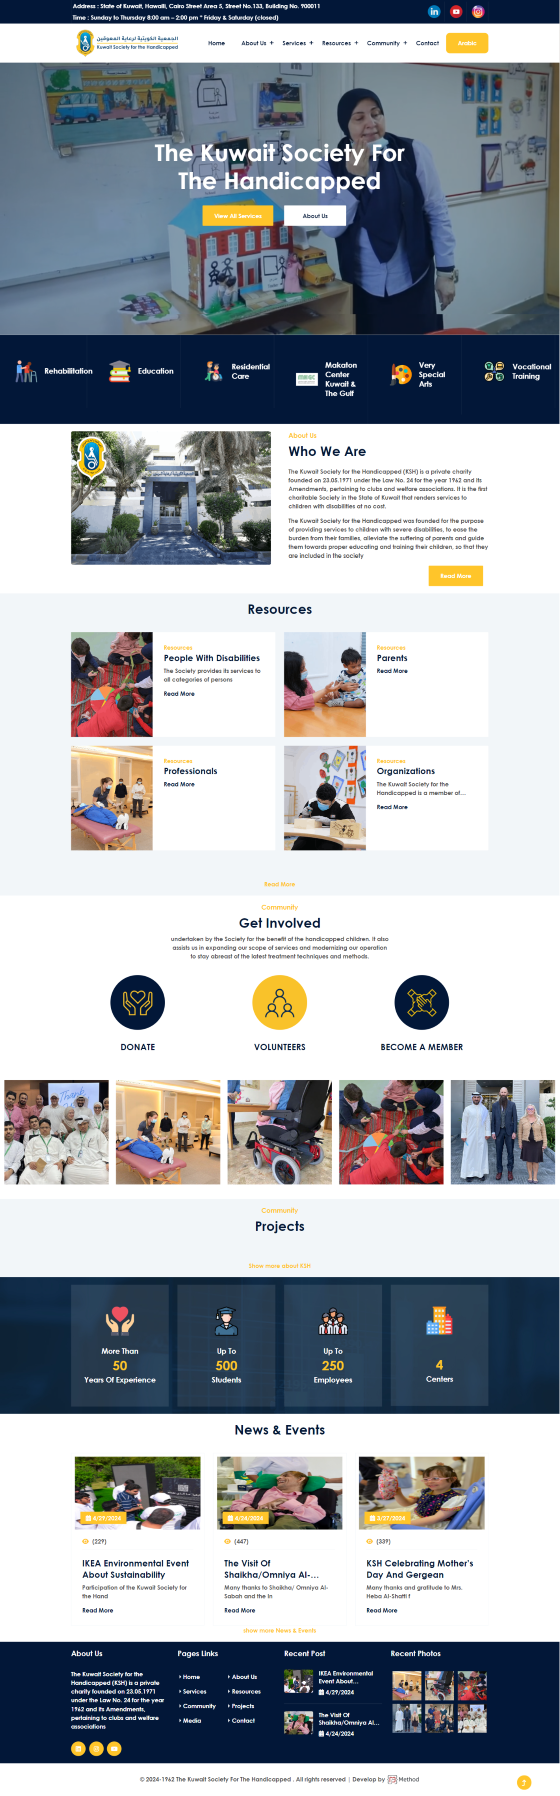 Address : State of Kuwait, Hawalli, Cairo Street Area 5, Street No.133, Building No. 900011
Time : Sunday to Thursday 8:00 am – 2:00 pm * Friday & Saturday (closed)
الجمعية الكويتية لرعاية المعوقين
Kuwait Society for the Handicapped
Home
About Us +
Services +
Resources +
Community +
Contact
Arabic
The Kuwait Society For
The Handicapped
View All Services
About Us
Rehabilitation
Education
Residential
Care
Makaton
Center
Kuwait &
The Gulf
Very
Special
Arts
Vocational
Training
About Us
Who We Are
The Kuwait Society for the Handicapped (KSH) is a private charity
founded on 23.05.1971 under the Law No. 24 for the year 1962 and its
Amendments, pertaining to clubs and welfare associations. It is the first
charitable Society in the State of Kuwait that renders services to
children with disabilities at no cost.
The Kuwait Society for the Handicapped was founded for the purpose
of providing services to children with severe disabilities, to ease the
burden from their families, alleviate the suffering of parents and guide
them towards proper educating and training their children, so that they
are included in the society
Read More
Resources
Resources
People With Disabilities
The Society provides its services to
all categories of persons
Read More
Resources
Parents
Read More
Resources
Professionals
Read More
Resources
Organizations
The Kuwait Society for the
Handicapped is a member of...
Read More
Read More
Community
Get Involved
undertaken by the Society for the benefit of the handicapped children. It also
assists us in expanding our scope of services and modernizing our operation
to stay abreast of the latest treatment techniques and methods.
DONATE
VOLUNTEERS
BECOME A MEMBER
Thank
Community
Projects
Show more about KSH
More Than
50
Years Of Experience
Up To
500
Students
Up To
250
Employees
4
Centers
News & Events
4/29/2024
(229)
IKEA Environmental Event
About Sustainability
Participation of the Kuwait Society for
the Hand
Read More
4/24/2024
(447)
The Visit Of
Shaikha/Omniya Al-...
Many thanks to Shaikha/ Omniya Al-
Sabah and the in
Read More
3/27/2024
(339)
KSH Celebrating Mother's
Day And Gergean
Many thanks and gratitude to Mrs.
Heba Al-Shatti f
Read More
show more News & Events
About Us
The Kuwait Society for the
Handicapped (KSH) is a private
charity founded on 23.05.1971
under the Law No. 24 for the year
1962 and its Amendments,
pertaining to clubs and welfare
associations
Pages Links
Home
About Us
Services
Resources
Community
Projects
Media
Contact
Recent Post
IKEA Environmental
Event About...
4/29/2024
The Visit Of
Shaikha/Omniya Al...
4/24/2024
Recent Photos
© 2024-1962 The Kuwait Society For The Handicapped . All rights reserved | Develop by Method